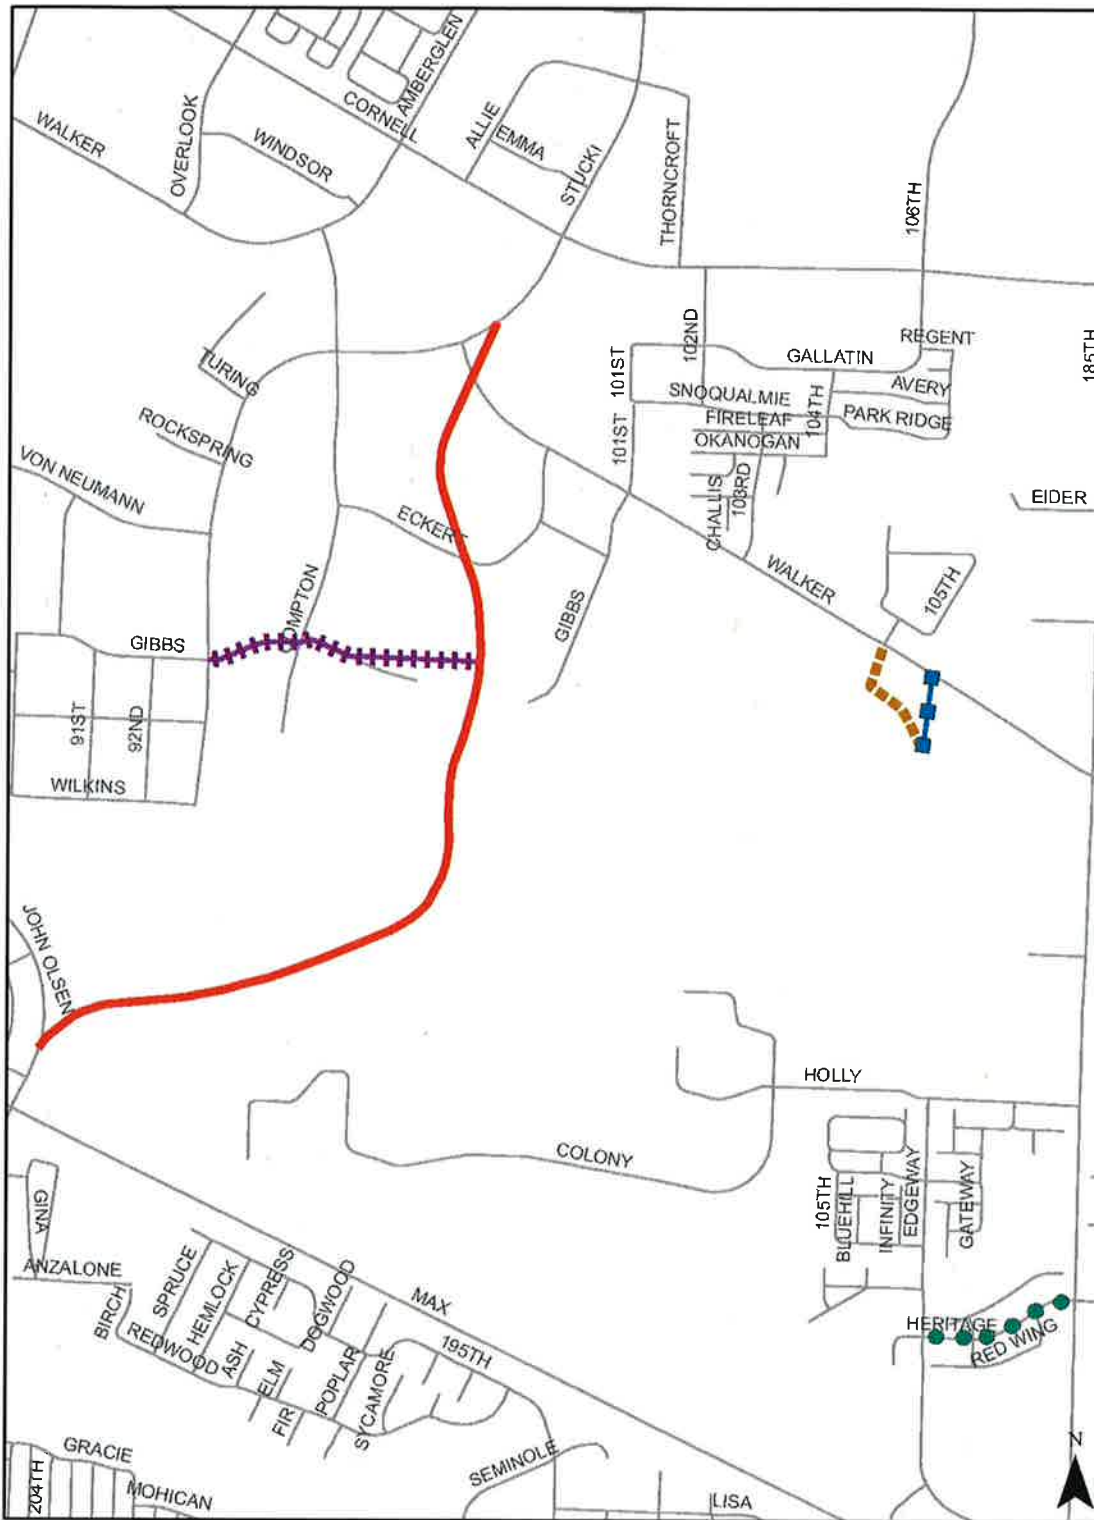 AMBERGLEN
CORNELL
OVERLOOK
WALKER
WINDSOR
ALLIE
EMMA
STUCKI
THORNCROFT
106TH
102ND
REGENT
185TH
GALLATIN
101ST
TURING
SNOQUALMIE
AVERY
FIRELEAF
104TH
PARK RIDGE
ROCKSPRING
101ST
OKANOGAN
VON NEUMANN
CHALLIS
103RD
EIDER
ECKERT
WALKER
105TH
COMPTON
GIBBS
GIBBS
91ST
92ND
WILKINS
JOHN OLSEN
HOLLY
COLONY
105TH
BLUEHILL
INFINITY
EDGEWAY
GATEWAY
GINA
ANZALONE
SPRUCE
HEMLOCK
CYPRESS
DOGWOOD
BIRCH
MAX
REDWOOD
ASH
195TH
HERITAGE
RED WING
ELM
POPLAR
SYCAMORE
FIR
N
GRACIE
204TH
MOHICAN
SEMINOLE
LISA